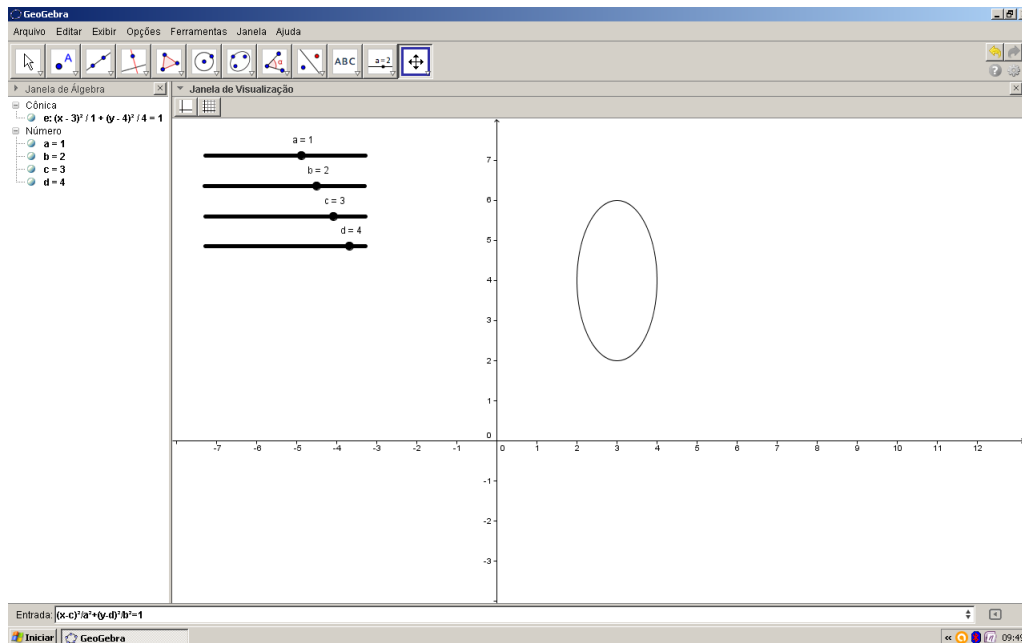 GeoGebra
Arquivo Editar Exibir Opções Ferramentas Janela Ajuda
A
α
ABC
a=2
Janela de Álgebra
Janela de Visualização
Cônica
e: (x - 3)² / 1 + (y - 4)² / 4 = 1
Número
a = 1
b = 2
c = 3
d = 4
a = 1
b = 2
c = 3
d = 4
7
6
5
4
3
2
1
0
-7 -6 -5 -4 -3 -2 -1 0 1 2 3 4 5 6 7 8 9 10 11 12
-1
-2
-3
Entrada: (x-c)²/a²+(y-d)²/b²=1
Iniciar GeoGebra